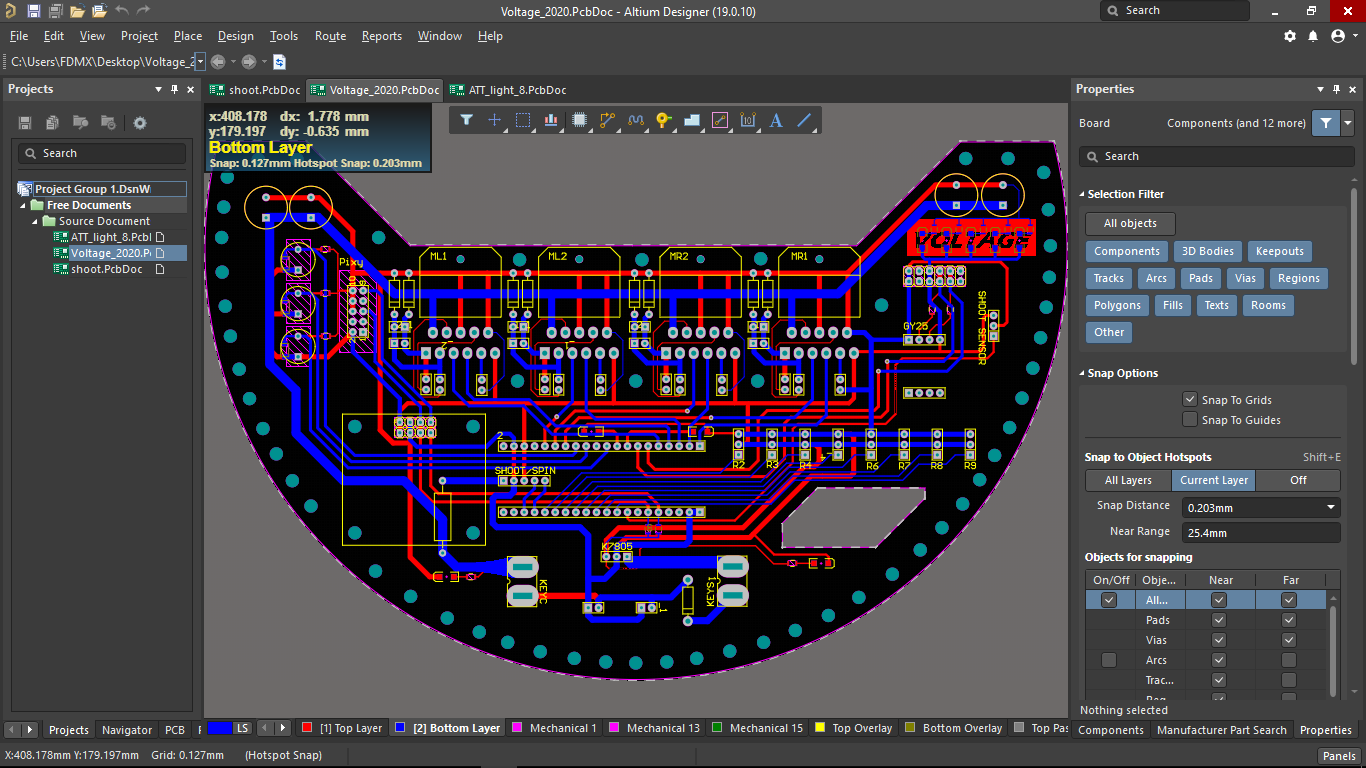 Voltage_2020.PcbDoc - Altium Designer (19.0.10)
Search
File Edit View Project Place Design Tools Route Reports Window Help
C:\Users\FDMX\Desktop\Voltage_2
Projects
shoot.PcbDoc
Voltage_2020.PcbDoc
ATT_light_8.PcbDoc
Properties
x:408.178 dx: 1.778 mm
y:179.197 dy: -0.635 mm
Bottom Layer
Snap: 0.127mm Hotspot Snap: 0.203mm
Board Components (and 12 more)
Search
Search
Project Group 1.DsnW
Free Documents
Source Document
ATT_light_8.Pcbl
Voltage_2020.P
shoot.PcbDoc
Selection Filter
All objects
Components 3D Bodies Keepouts
Tracks Arcs Pads Vias Regions
Polygons Fills Texts Rooms
Other
Snap Options
Snap To Grids
Snap To Guides
Snap to Object Hotspots Shift+E
All Layers Current Layer Off
Snap Distance 0.203mm
Near Range 25.4mm
Objects for snapping
On/Off Obje... Near Far
All...
Pads
Vias
Arcs
Trac...
Nothing selected
VOLTAGE
Pixy
ML1
ML2
MR2
MR1
GY25
SHOOT-SENSOR
2
R2 R3 R4 R6 R7 R8 R9
SHOOT/SPIN
K7805
KEYC
Projects Navigator PCB
LS
[1] Top Layer [2] Bottom Layer Mechanical 1 Mechanical 13 Mechanical 15 Top Overlay Bottom Overlay Top Pas
Components Manufacturer Part Search Properties
X:408.178mm Y:179.197mm Grid: 0.127mm (Hotspot Snap)
Panels